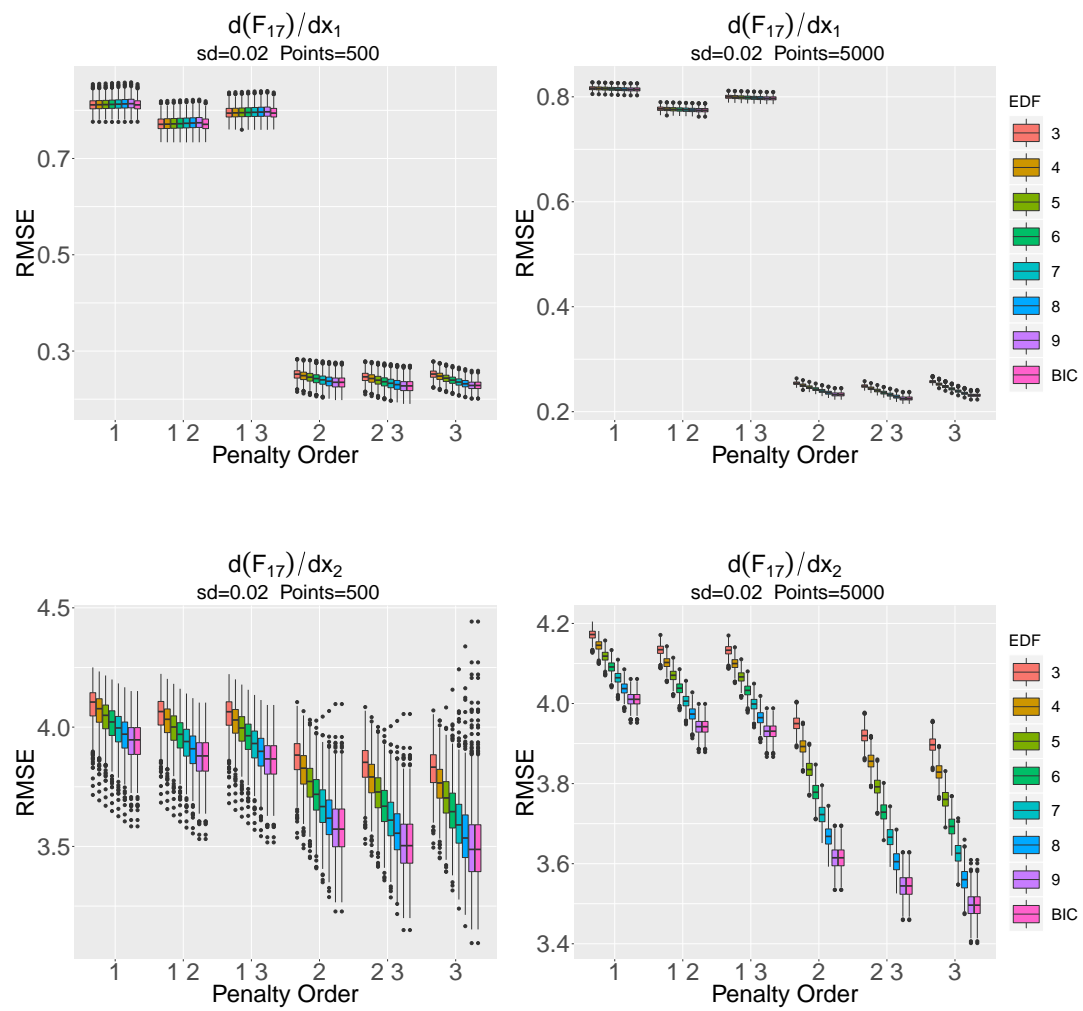 d(F₁₇)/dx₁
sd=0.02 Points=500
RMSE
0.7
0.5
0.3
1
1 2
1 3
2
2 3
3
Penalty Order
d(F₁₇)/dx₁
sd=0.02 Points=5000
RMSE
0.8
0.6
0.4
0.2
1
1 2
1 3
2
2 3
3
Penalty Order
EDF
3
4
5
6
7
8
9
BIC
d(F₁₇)/dx₂
sd=0.02 Points=500
RMSE
4.5
4.0
3.5
1
1 2
1 3
2
2 3
3
Penalty Order
d(F₁₇)/dx₂
sd=0.02 Points=5000
RMSE
4.2
4.0
3.8
3.6
3.4
1
1 2
1 3
2
2 3
3
Penalty Order
EDF
3
4
5
6
7
8
9
BIC